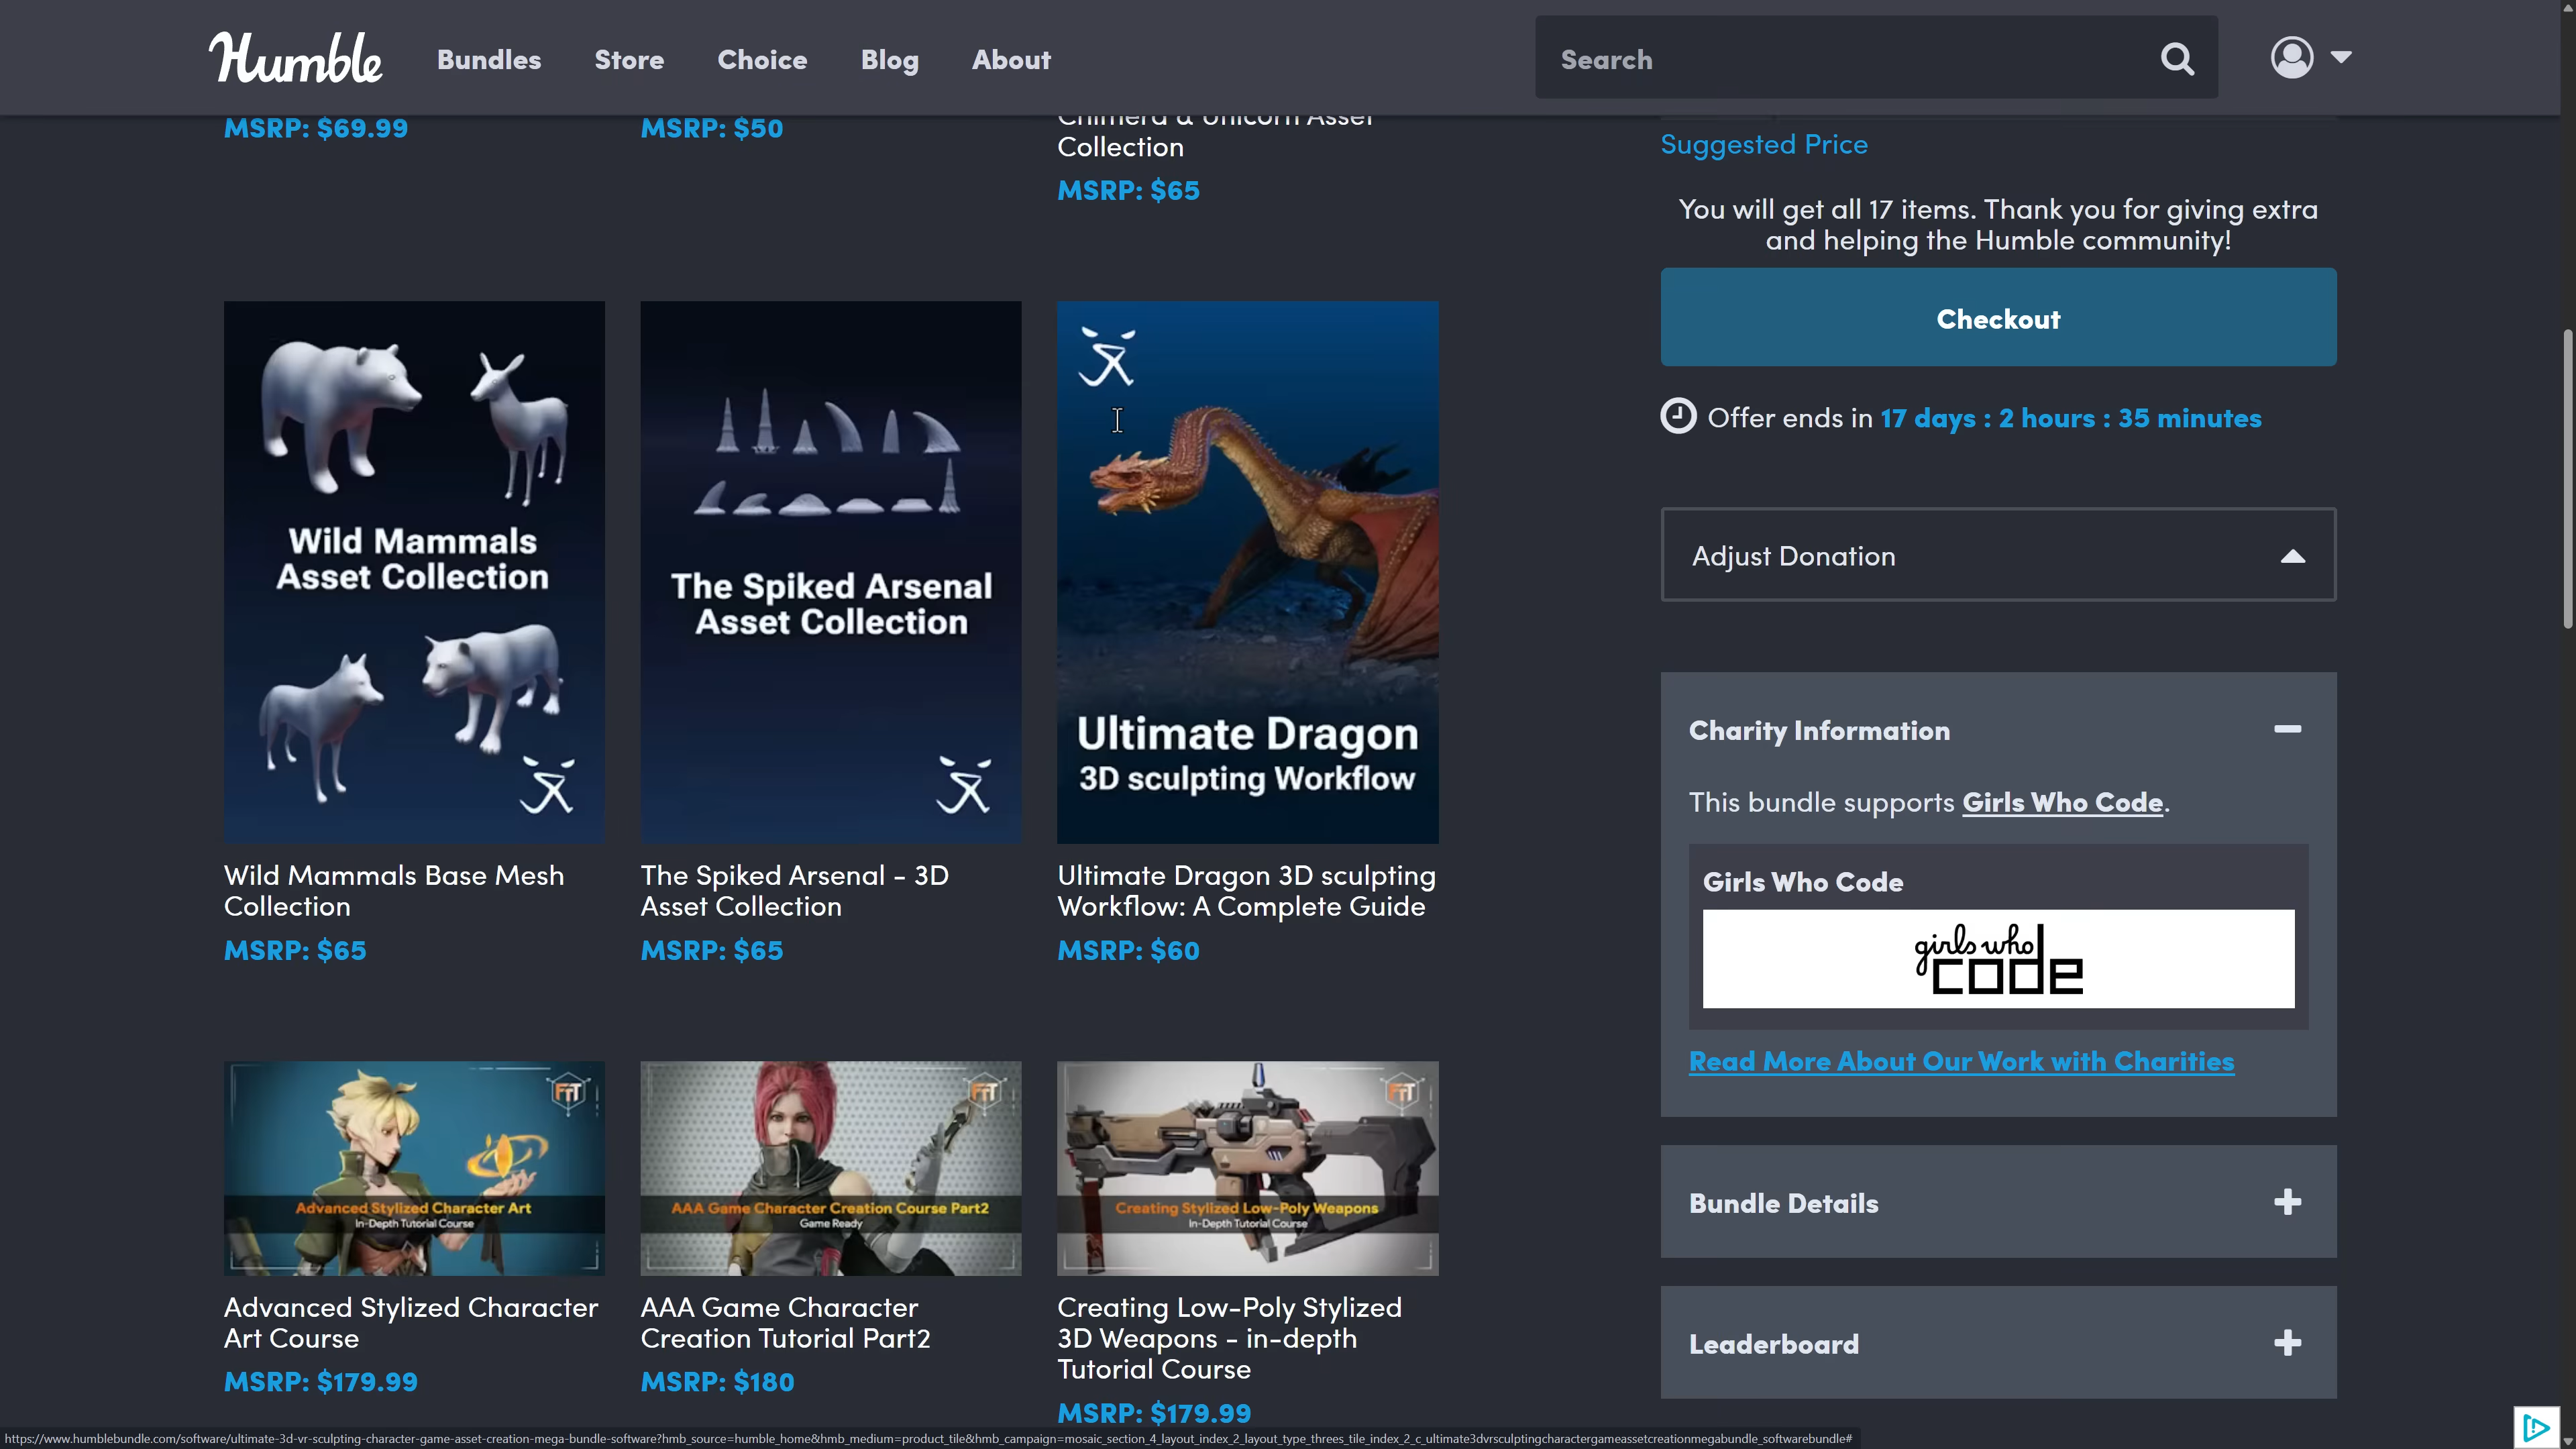 Humble
Bundles
Store
Choice
Blog
About
Search
MSRP: $69.99
MSRP: $50
Chimera & Unicorn Asset
Collection
MSRP: $65
Wild Mammals
Asset Collection
Wild Mammals Base Mesh
Collection
MSRP: $65
The Spiked Arsenal
Asset Collection
The Spiked Arsenal - 3D
Asset Collection
MSRP: $65
Ultimate Dragon
3D sculpting Workflow
Ultimate Dragon 3D sculpting
Workflow: A Complete Guide
MSRP: $60
FT
Advanced Stylized Character Art
In-Depth Tutorial Course
Advanced Stylized Character
Art Course
MSRP: $179.99
FT
AAA Game Character Creation Course Part2
Game Ready
AAA Game Character
Creation Tutorial Part2
MSRP: $180
FT
Creating Stylized Low-Poly Weapons
In-Depth Tutorial Course
Creating Low-Poly Stylized
3D Weapons - in-depth
Tutorial Course
MSRP: $179.99
Suggested Price
You will get all 17 items. Thank you for giving extra
and helping the Humble community!
Checkout
Offer ends in 17 days : 2 hours : 35 minutes
Adjust Donation
Charity Information
This bundle supports Girls Who Code.
Girls Who Code
girls who
code
Read More About Our Work with Charities
Bundle Details
Leaderboard
https://www.humblebundle.com/software/ultimate-3d-vr-sculpting-character-game-asset-creation-mega-bundle-software?hmb_source=humble_home&hmb_medium=product_tile&hmb_campaign=mosaic_section_4_layout_index_2_layout_type_threes_tile_index_2_c_ultimate3dvrsculptingcharactergameassetcreationmegabundle_softwarebundle#